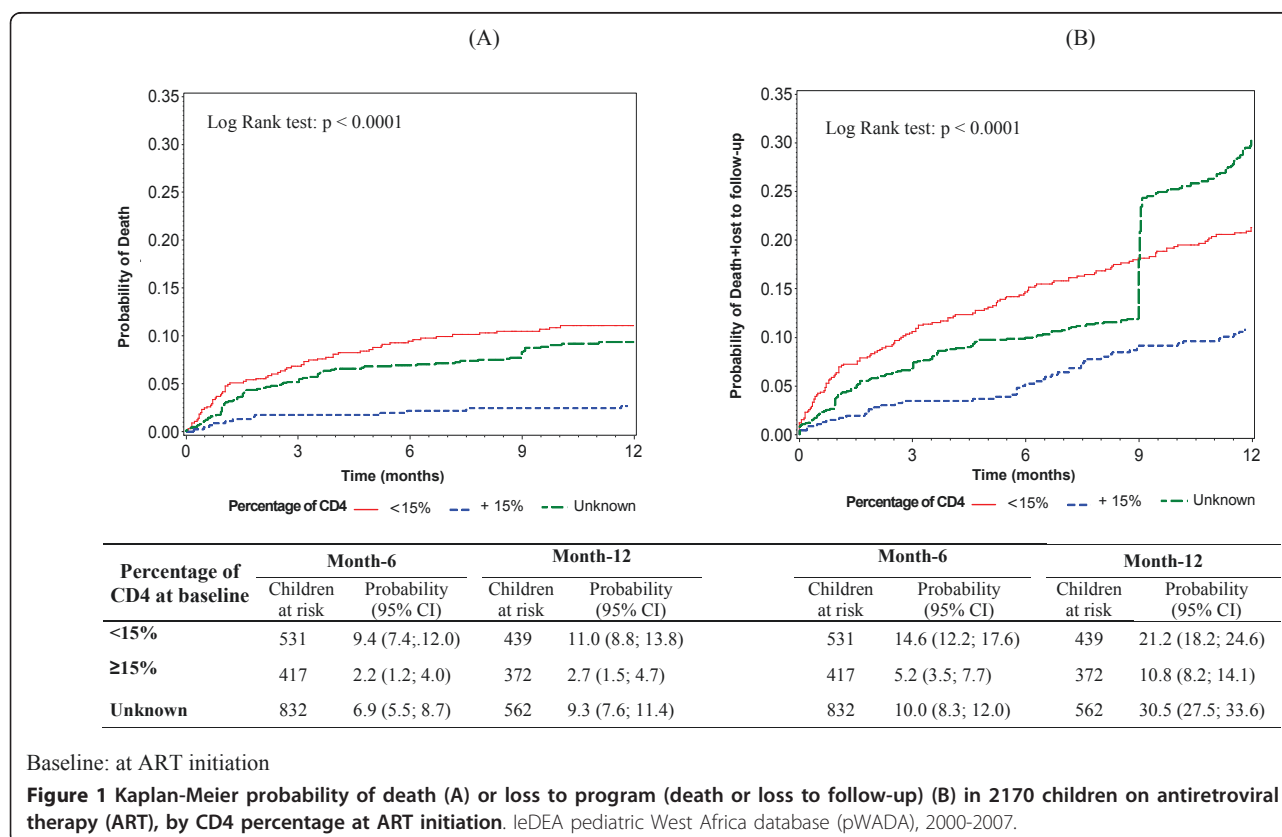 (A)
(B)
Log Rank test: p < 0.0001
Probability of Death
0.35
0.30
0.25
0.20
0.15
0.10
0.05
0.00
0
3
6
9
12
Time (months)
Percentage of CD4 <15% + 15% Unknown
Log Rank test: p < 0.0001
Probability of Death+lost to follow-up
0.35
0.30
0.25
0.20
0.15
0.10
0.05
0.00
0
3
6
9
12
Time (months)
Percentage of CD4 <15% + 15% Unknown
Percentage of CD4 at baseline Month-6 Month-12 Month-6 Month-12
Children at risk Probability (95% CI) Children at risk Probability (95% CI) Children at risk Probability (95% CI) Children at risk Probability (95% CI)
<15% 531 9.4 (7.4;.12.0) 439 11.0 (8.8; 13.8) 531 14.6 (12.2; 17.6) 439 21.2 (18.2; 24.6)
≥15% 417 2.2 (1.2; 4.0) 372 2.7 (1.5; 4.7) 417 5.2 (3.5; 7.7) 372 10.8 (8.2; 14.1)
Unknown 832 6.9 (5.5; 8.7) 562 9.3 (7.6; 11.4) 832 10.0 (8.3; 12.0) 562 30.5 (27.5; 33.6)
Baseline: at ART initiation
Figure 1 Kaplan-Meier probability of death (A) or loss to program (death or loss to follow-up) (B) in 2170 children on antiretroviral
therapy (ART), by CD4 percentage at ART initiation. IeDEA pediatric West Africa database (pWADA), 2000-2007.